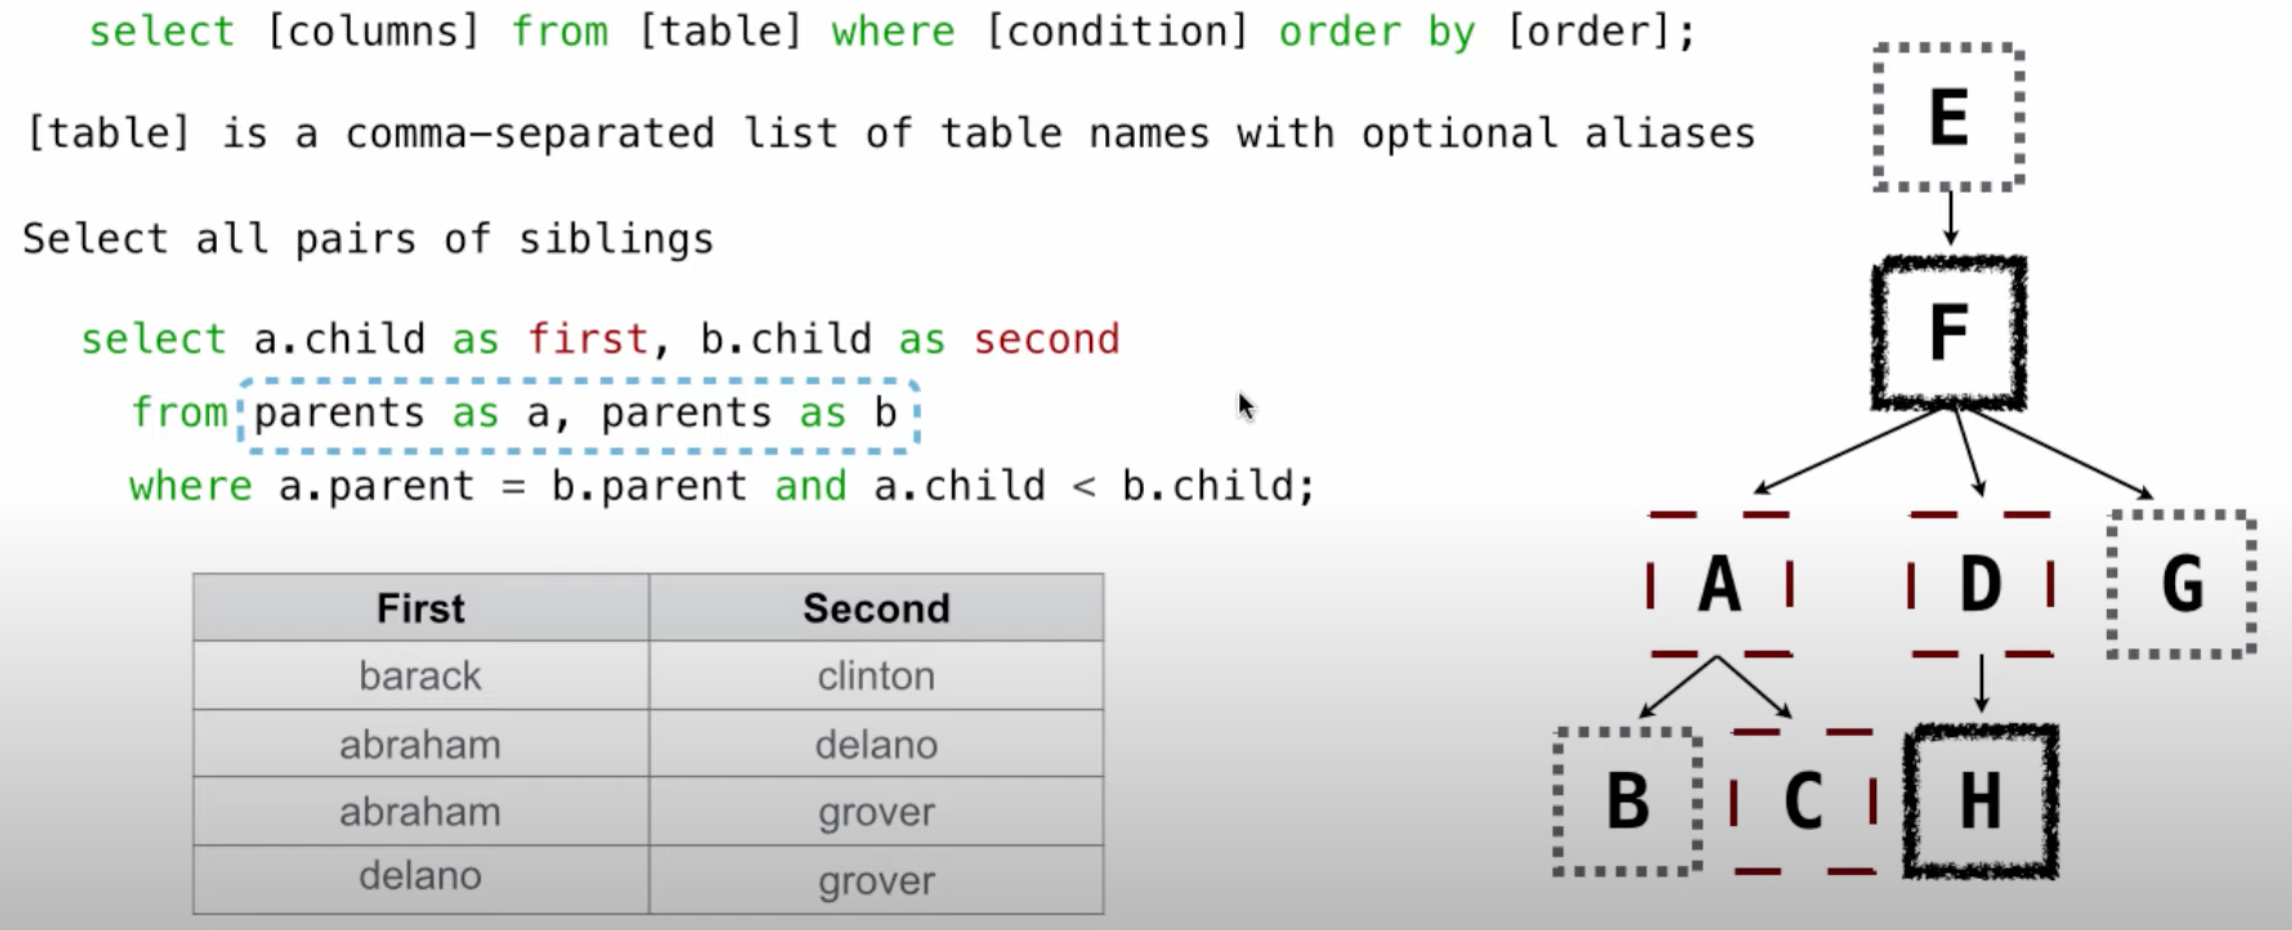 select [columns] from [table] where [condition] order by [order];
[table] is a comma-separated list of table names with optional aliases
Select all pairs of siblings
select a.child as first, b.child as second
from parents as a, parents as b
where a.parent = b.parent and a.child < b.child;
First Second
barack clinton
abraham delano
abraham grover
delano grover
E
F
A D G
B C H